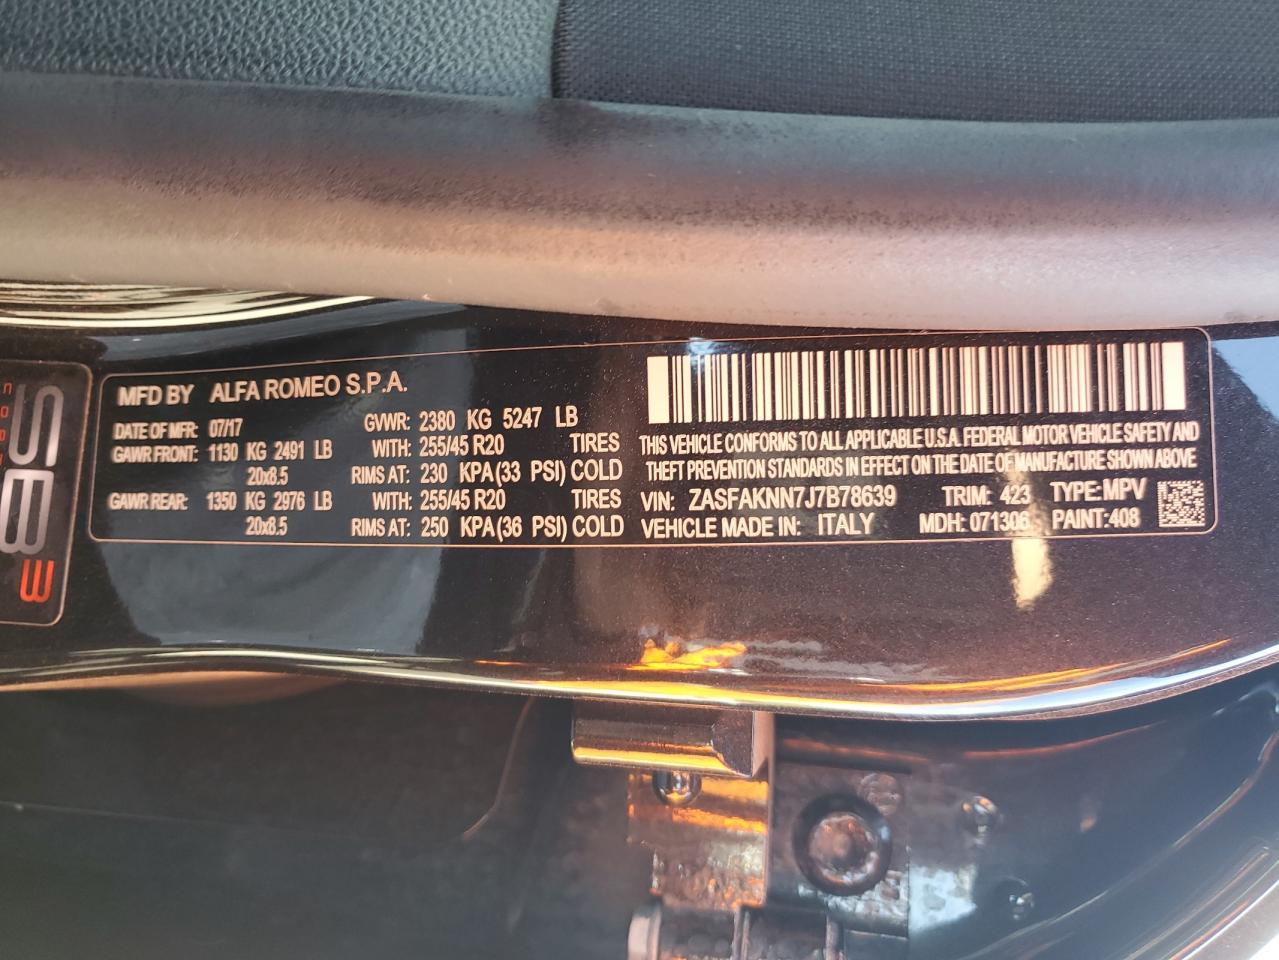 MFD BY ALFA ROMEO S.P.A.
DATE OF MFR: 07/17 GVWR: 2380 KG 5247 LB
GAWR FRONT: 1130 KG 2491 LB WITH: 255/45 R20 TIRES
20x8.5 RIMS AT: 230 KPA(33 PSI) COLD
GAWR REAR: 1350 KG 2976 LB WITH: 255/45 R20 TIRES
20x8.5 RIMS AT: 250 KPA(36 PSI) COLD
THIS VEHICLE CONFORMS TO ALL APPLICABLE U.S.A. FEDERAL MOTOR VEHICLE SAFETY AND
THEFT PREVENTION STANDARDS IN EFFECT ON THE DATE OF MANUFACTURE SHOWN ABOVE
VIN: ZASFAKNN7J7B78639 TRIM: 423 TYPE: MPV
VEHICLE MADE IN: ITALY MDH: 071306 PAINT: 408